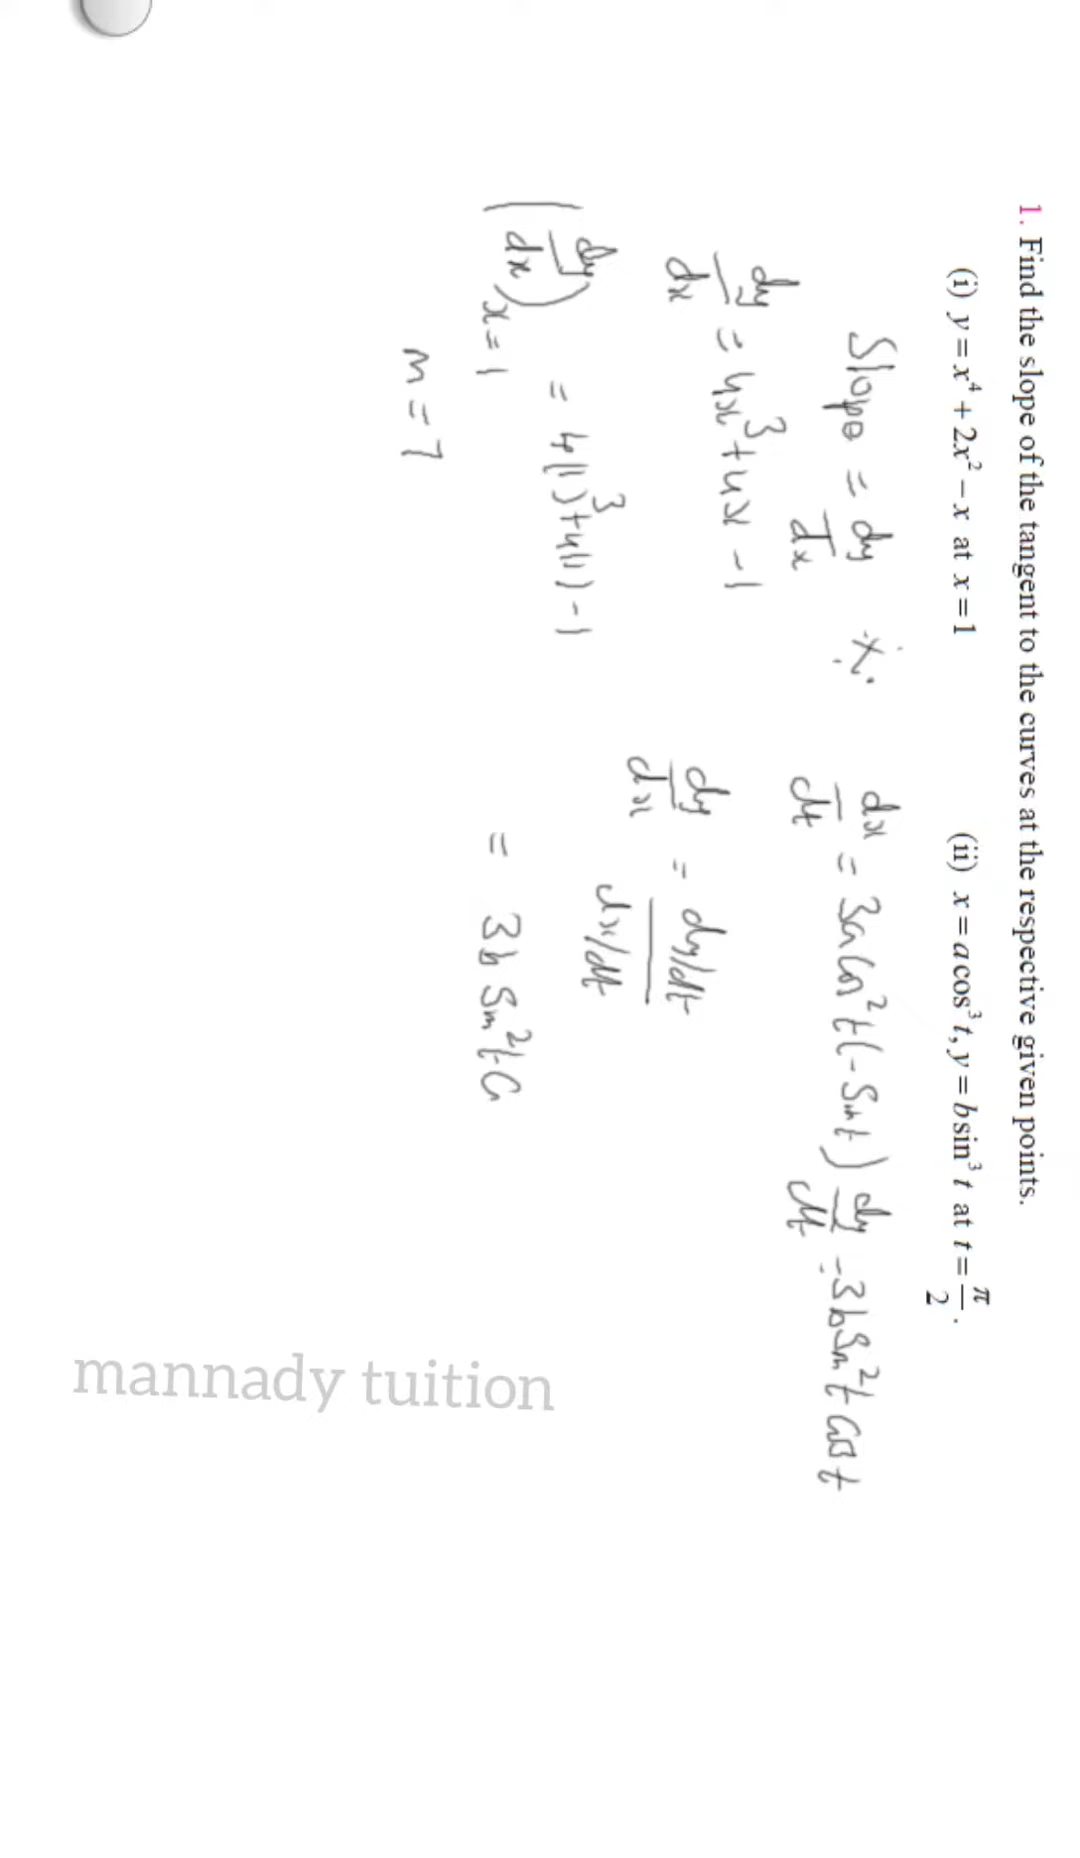 1. Find the slope of the tangent to the curves at the respective given points.
(i) y = x⁴ + 2x² − x at x = 1
(ii) x = a cos³ t, y = b sin³ t at t = π/2.
Slope = dy/dx
dx/dt = 3a cos² t (- Sin t)
dy/dt = 3b Sin² t cos t
dy/dx = 4x³ + 4x - 1
dy/dx = dy/dt / dx/dt
(dy/dx) x = 1 = 4(1)³ + 4(1) - 1
= 3b Sin² t C
m = 7
mannady tuition